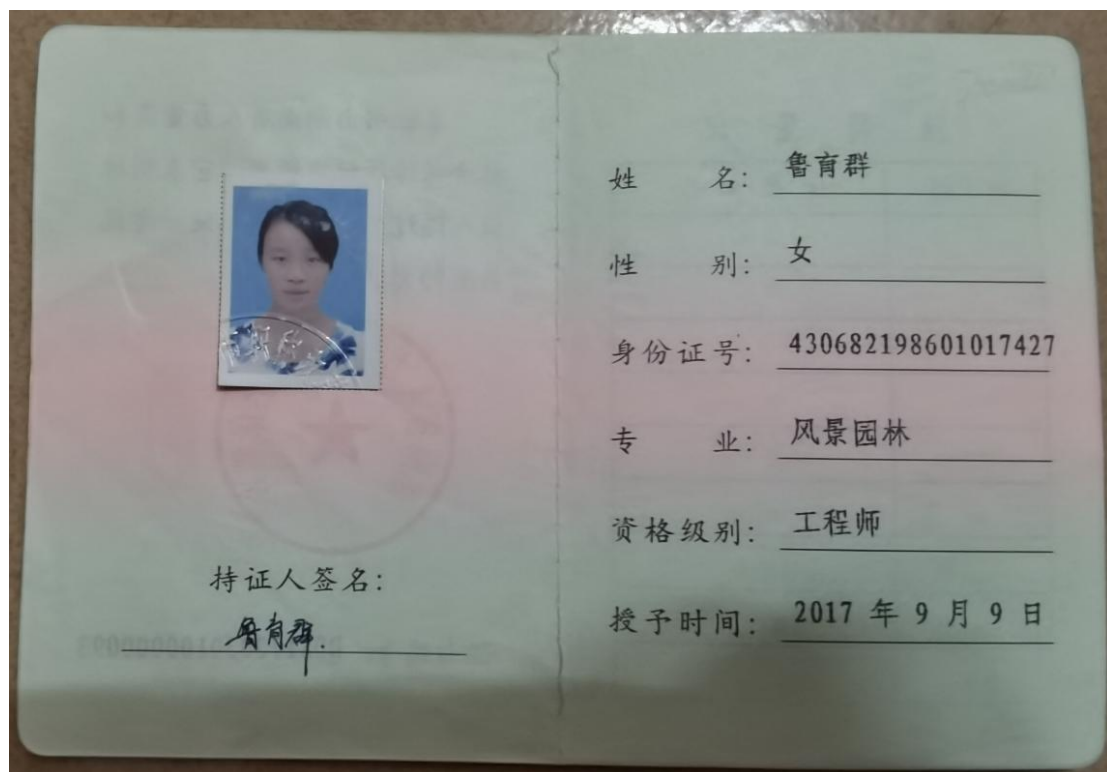 持证人签名：
鲁育群.
姓 名：鲁育群
性 别：女
身份证号：430682198601017427
专 业：风景园林
资格级别：工程师
授予时间：2017 年 9 月 9 日